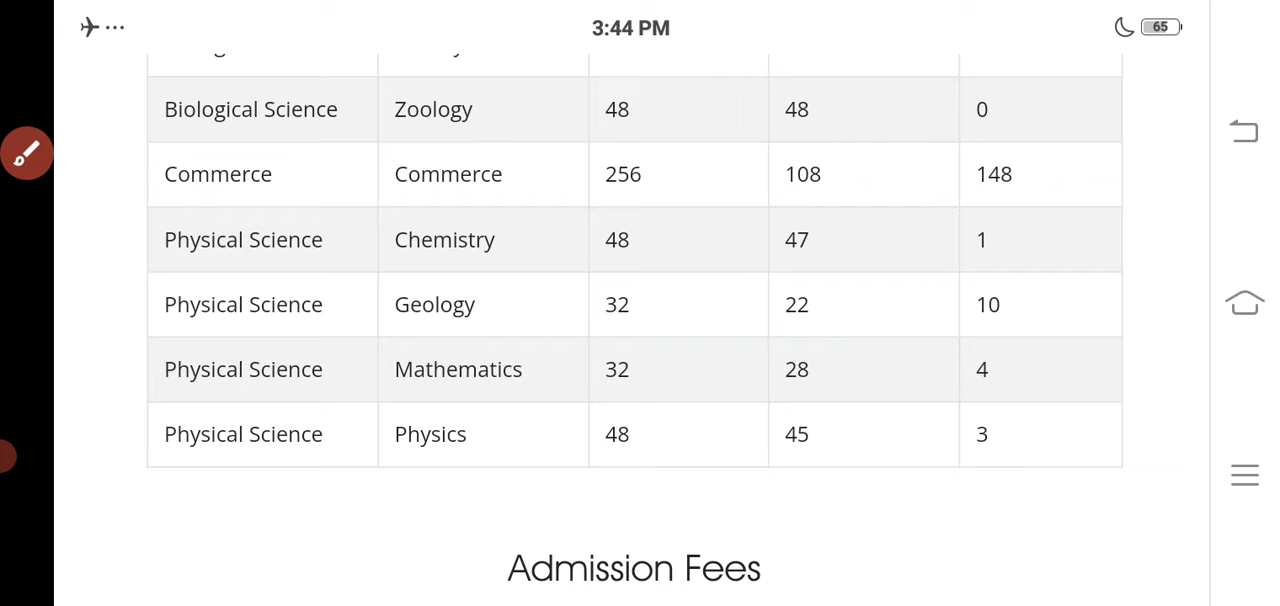 3:44 PM
65
Biological Science Zoology 48 48 0
Commerce Commerce 256 108 148
Physical Science Chemistry 48 47 1
Physical Science Geology 32 22 10
Physical Science Mathematics 32 28 4
Physical Science Physics 48 45 3
Admission Fees